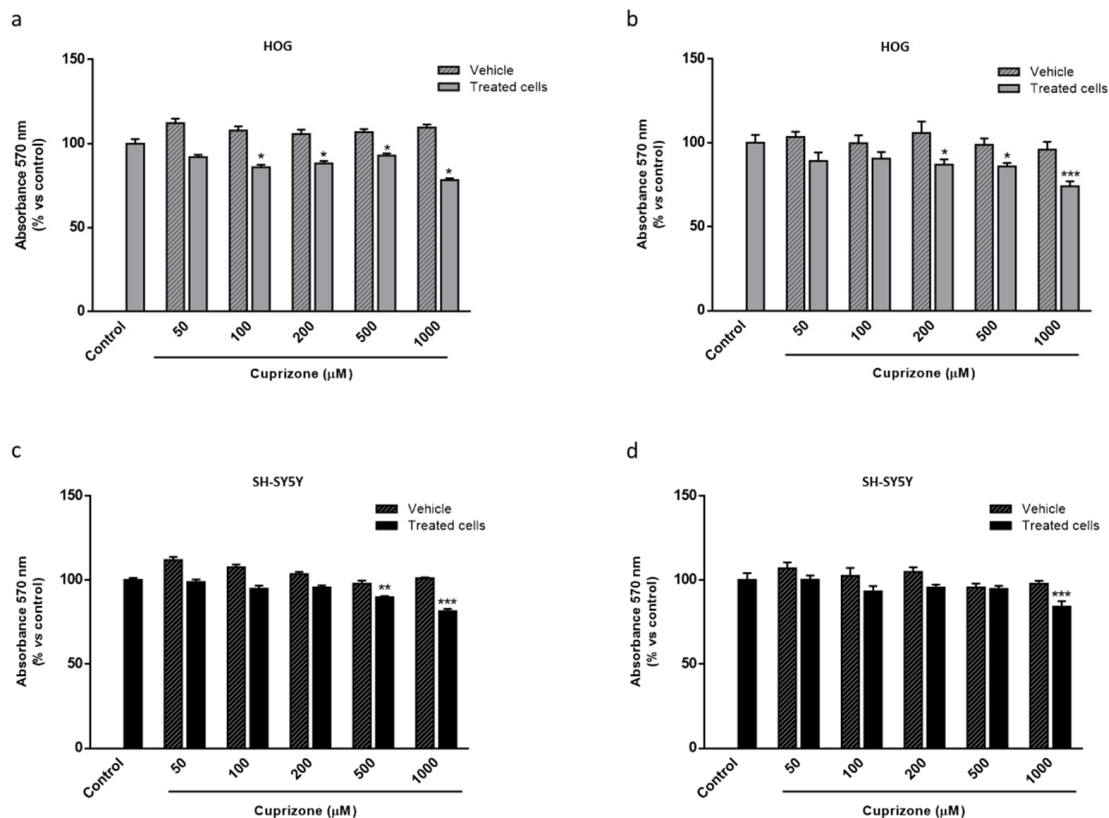 a
HOG
150
100
50
0
Absorbance 570 nm
(% vs control)
Vehicle
Treated cells
*
*
*
*
Control
50
100
200
500
1000
Cuprizone (μM)
b
HOG
150
100
50
0
Absorbance 570 nm
(% vs control)
Vehicle
Treated cells
*
*
***
Control
50
100
200
500
1000
Cuprizone (μM)
c
SH-SY5Y
150
100
50
0
Absorbance 570 nm
(% vs control)
Vehicle
Treated cells
**
***
Control
50
100
200
500
1000
Cuprizone (μM)
d
SH-SY5Y
150
100
50
0
Absorbance 570 nm
(% vs control)
Vehicle
Treated cells
***
Control
50
100
200
500
1000
Cuprizone (μM)